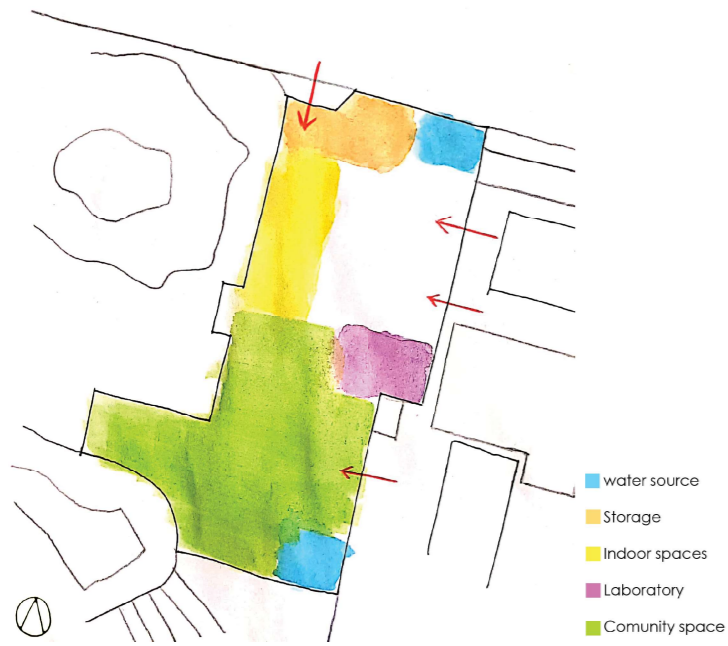 water source
Storage
Indoor spaces
Laboratory
Comunity space